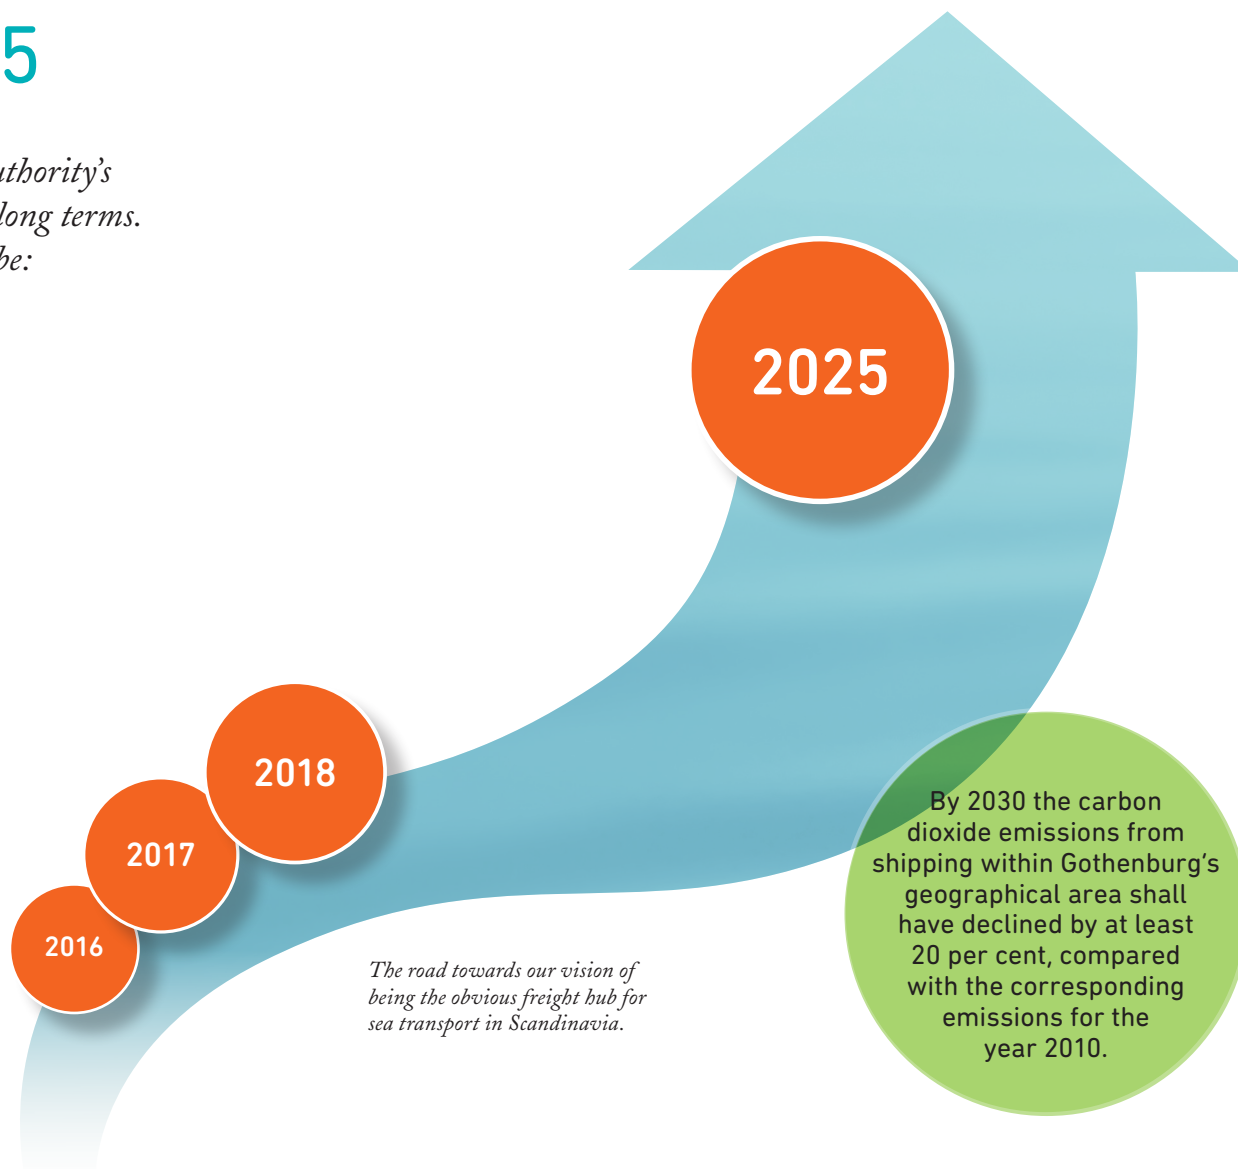 5
uthority's
long terms.
be:
2025
2018
2017
2016
By 2030 the carbon
dioxide emissions from
shipping within Gothenburg's
geographical area shall
have declined by at least
20 per cent, compared
with the corresponding
emissions for the
year 2010.
The road towards our vision of
being the obvious freight hub for
sea transport in Scandinavia.